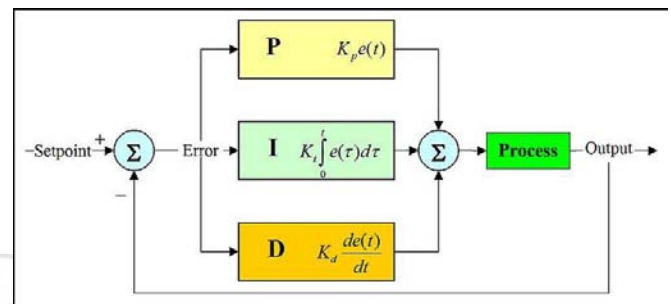 P K_p e(t)
–Setpoint + Σ Error I K_i ∫_0^t e(τ)dτ Σ Process Output
–
D K_d de(t)/dt